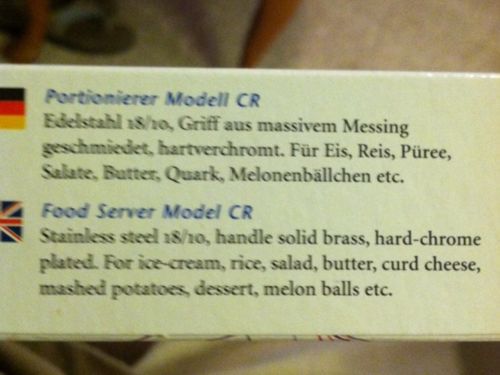 Portionierer Modell CR
Edelstahl 18/10, Griff aus massivem Messing
geschmiedet, hartverchromt. Für Eis, Reis, Püree,
Salate, Butter, Quark, Melonenbällchen etc.
Food Server Model CR
Stainless steel 18/10, handle solid brass, hard-chrome
plated. For ice-cream, rice, salad, butter, curd cheese,
mashed potatoes, dessert, melon balls etc.